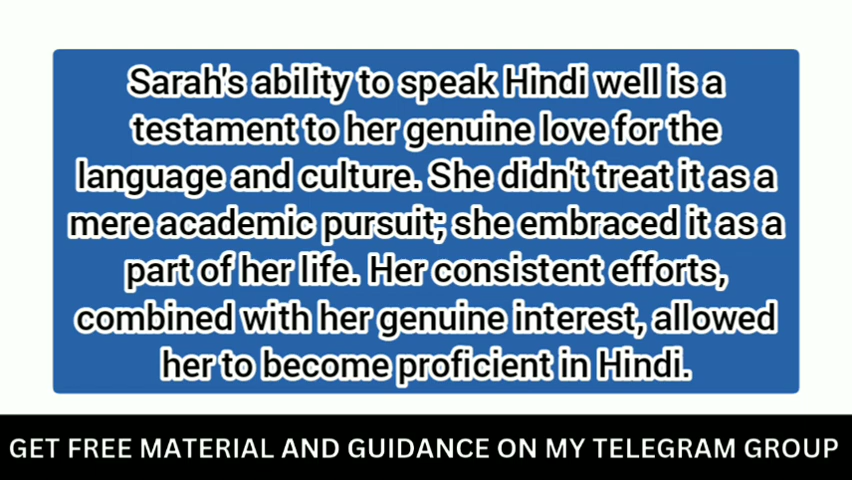 Sarah's ability to speak Hindi well is a
testament to her genuine love for the
language and culture. She didn't treat it as a
mere academic pursuit; she embraced it as a
part of her life. Her consistent efforts,
combined with her genuine interest, allowed
her to become proficient in Hindi.
GET FREE MATERIAL AND GUIDANCE ON MY TELEGRAM GROUP